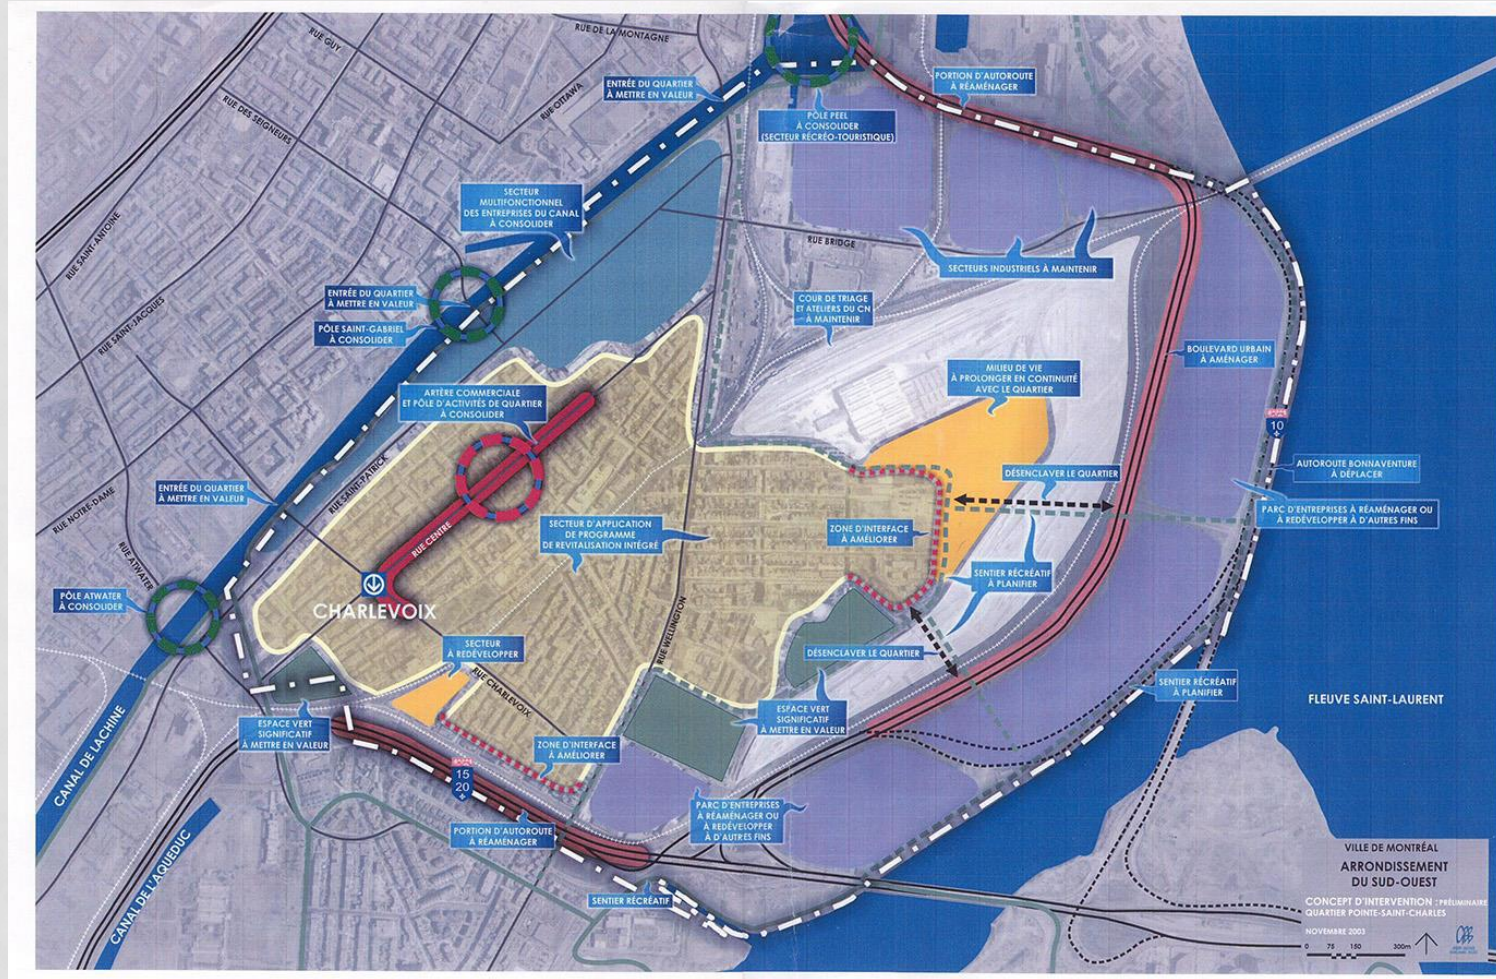 RUE GUY
RUE DE LA MONTAGNE
RUE DES SEIGNEURS
RUE OTTAWA
ENTRÉE DU QUARTIER
À METTRE EN VALEUR
PORTION D'AUTOROUTE
À RÉAMÉNAGER
PÔLE PEEL
À CONSOLIDER
(SECTEUR RÉCRÉO-TOURISTIQUE)
SECTEUR
MULTIFONCTIONNEL
DES ENTREPRISES DU CANAL
À CONSOLIDER
RUE SAINT-ANTOINE
RUE BRIDGE
SECTEURS INDUSTRIELS À MAINTENIR
ENTRÉE DU QUARTIER
À METTRE EN VALEUR
PÔLE SAINT-GABRIEL
À CONSOLIDER
RUE SAINT-JACQUES
COUR DE TRIAGE
ET ATELIERS DU CN
À MAINTENIR
BOULEVARD URBAIN
À AMÉNAGER
MILIEU DE VIE
À PROLONGER EN CONTINUITÉ
AVEC LE QUARTIER
ARTÈRE COMMERCIALE
ET PÔLE D'ACTIVITÉS DE QUARTIER
À CONSOLIDER
10
AUTOROUTE BONNAVENTURE
À DÉPLACER
DÉSENCLAVER LE QUARTIER
ENTRÉE DU QUARTIER
À METTRE EN VALEUR
RUE SAINT-PATRICK
RUE NOTRE-DAME
PARC D'ENTREPRISES À RÉAMÉNAGER OU
À REDÉVELOPPER À D'AUTRES FINS
SECTEUR D'APPLICATION
DE PROGRAMME
DE REVITALISATION INTÉGRÉ
ZONE D'INTERFACE
À AMÉLIORER
RUE CENTRE
RUE ATWATER
SENTIER RÉCRÉATIF
À PLANIFIER
PÔLE ATWATER
À CONSOLIDER
CHARLEVOIX
RUE WELLINGTON
SECTEUR
À REDÉVELOPPER
DÉSENCLAVER LE QUARTIER
RUE CHARLEVOIX
SENTIER RÉCRÉATIF
À PLANIFIER
FLEUVE SAINT-LAURENT
ESPACE VERT
SIGNIFICATIF
À METTRE EN VALEUR
ESPACE VERT
SIGNIFICATIF
À METTRE EN VALEUR
ZONE D'INTERFACE
À AMÉLIORER
CANAL DE LACHINE
15
20
PARC D'ENTREPRISES
À RÉAMÉNAGER OU
À REDÉVELOPPER
À D'AUTRES FINS
PORTION D'AUTOROUTE
À RÉAMÉNAGER
CANAL DE L'AQUEDUC
SENTIER RÉCRÉATIF
VILLE DE MONTRÉAL
ARRONDISSEMENT
DU SUD-OUEST
CONCEPT D'INTERVENTION : PRÉLIMINAIRE
QUARTIER POINTE-SAINT-CHARLES
NOVEMBRE 2003
0 75 150 300m